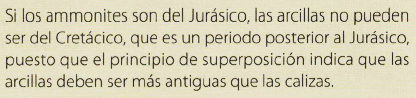 Si los ammonites son del Jurásico, las arcillas no pueden
ser del Cretácico, que es un periodo posterior al Jurásico,
puesto que el principio de superposición indica que las
arcillas deben ser más antiguas que las calizas.